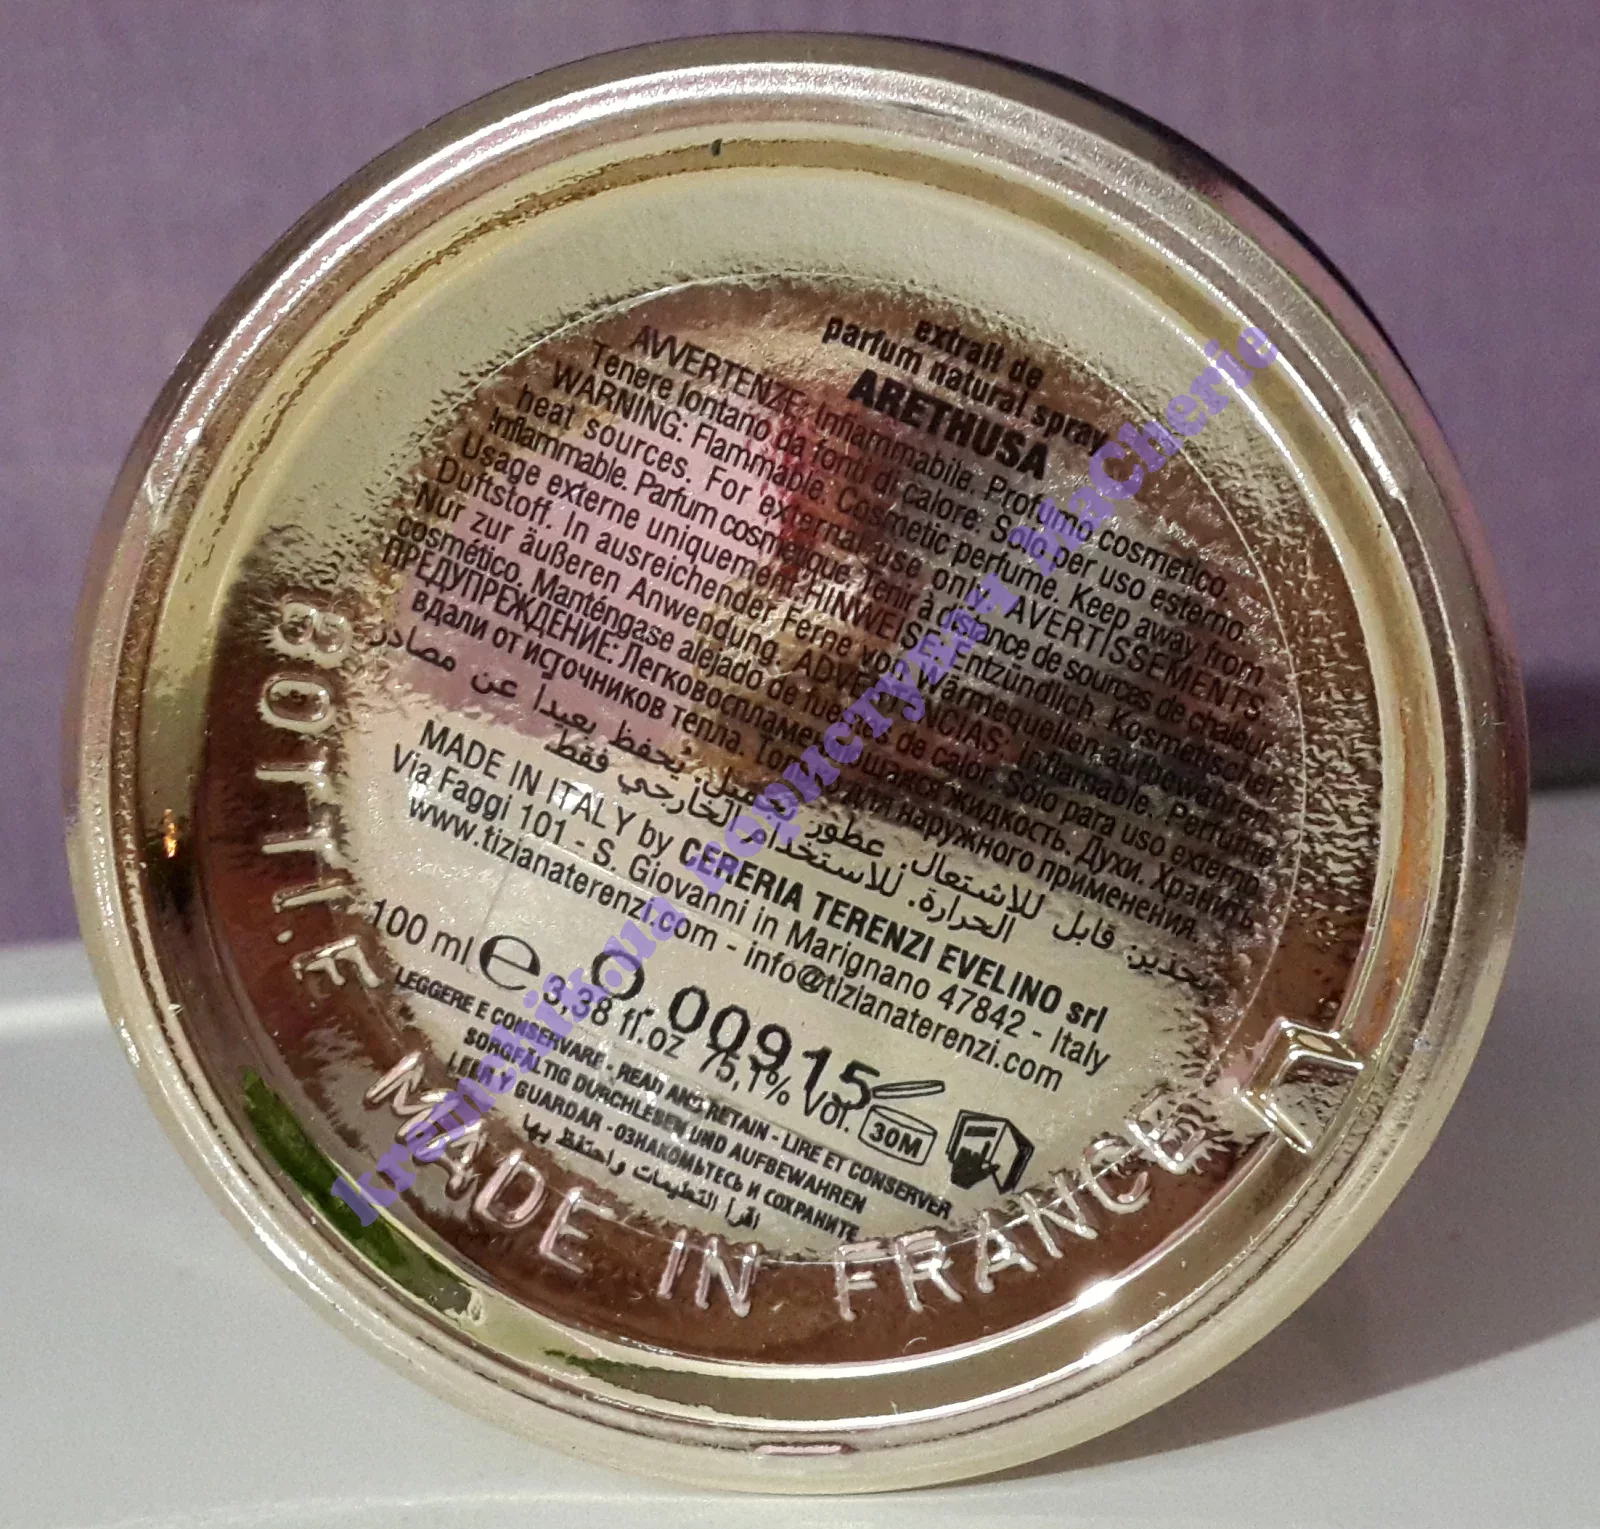 extrait de
parfum natural spray
ARETHUSA
AVVERTENZE: Infiammabile. Profumo cosmetico.
Tenere lontano da fonti di calore. Solo per uso esterno.
WARNING: Flammable. Cosmetic perfume. Keep away from
heat sources. For external use only. AVERTISSEMENTS:
Inflammable. Parfum cosmétique. Tenir à distance de sources de chaleur.
Usage externe uniquement. HINWEISE: Entzündlich. Kosmetischer
Duftstoff. In ausreichender Ferne von Wärmequellen aufbewahren.
Nur zur äußeren Anwendung. ADVERTENCIAS: Inflamable. Perfume
cosmético. Manténgase alejado de fuentes de calor. Sólo para uso externo.
ПРЕДУПРЕЖДЕНИЕ: Легковоспламеняющаяся жидкость. Духи. Хранить
вдали от источников тепла. Только для наружного применения.
تحذير: قابل للاشتعال. عطور تجميل. يُحفظ بعيدا عن مصادر
الحرارة. للاستخدام الخارجي فقط
MADE IN ITALY by CERERIA TERENZI EVELINO srl
Via Faggi 101 - S. Giovanni in Marignano 47842 - Italy
www.tizianaterenzi.com - info@tizianaterenzi.com
100 ml e 3,38 fl.oz 75,1% Vol.
O.00915
30M
LEGGERE E CONSERVARE - READ AND RETAIN - LIRE ET CONSERVER
SORGFÄLTIG DURCHLESEN UND AUFBEWAHREN
LEER Y GUARDAR - ОЗНАКОМЬТЕСЬ И СОХРАНИТЕ
اقرأ التعليمات واحتفظ بها
BOTTLE MADE IN FRANCE